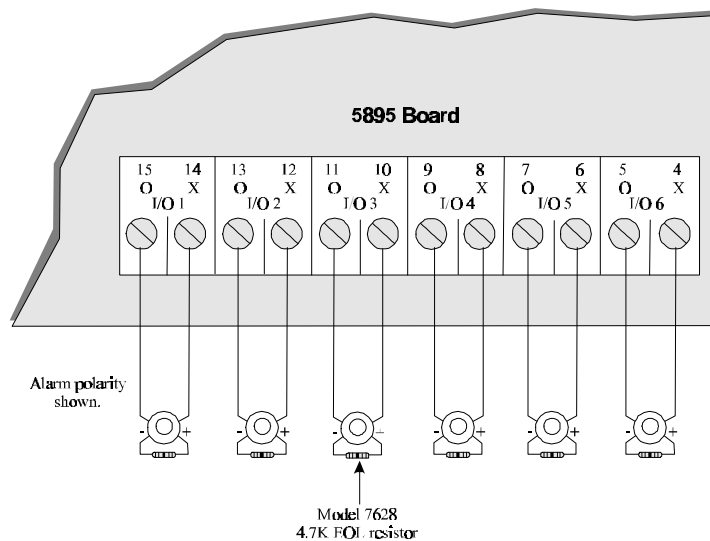 5895 Board
15 14 13 12 11 10 9 8 7 6 5 4
O X O X O X O X O X O X
I/O 1 I/O 2 I/O 3 I/O 4 I/O 5 I/O 6
Alarm polarity
shown.
- + - + - + - + - + - +
Model 7628
4.7K EOL resistor